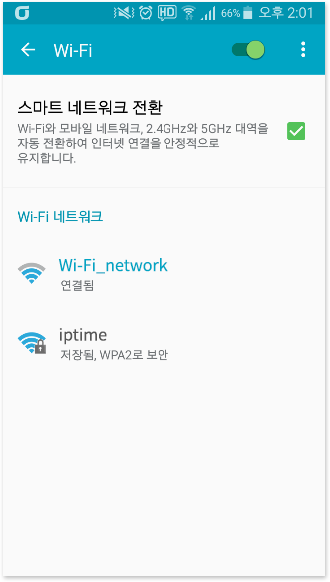 HD 66% 오후 2:01
Wi-Fi
스마트 네트워크 전환
Wi-Fi와 모바일 네트워크, 2.4GHz와 5GHz 대역을
자동 전환하여 인터넷 연결을 안정적으로
유지합니다.
Wi-Fi 네트워크
Wi-Fi_network
연결됨
iptime
저장됨, WPA2로 보안